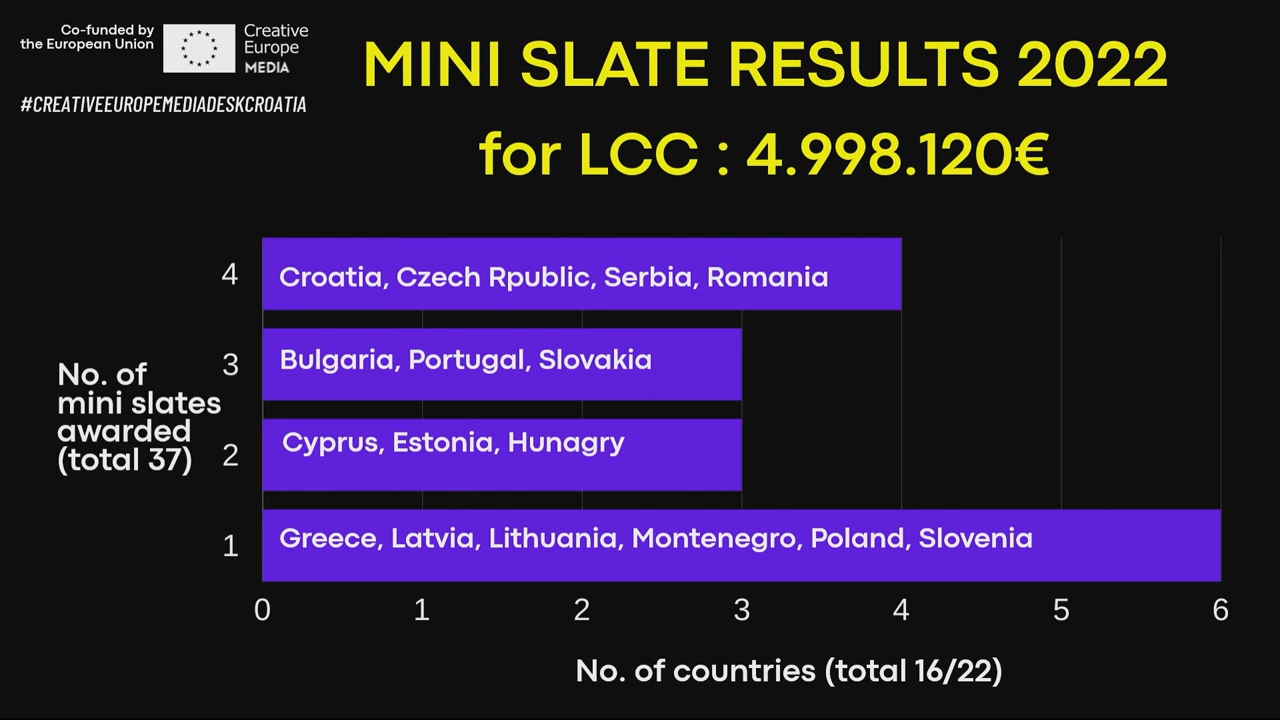 Co-funded by
the European Union
Creative
Europe
MEDIA
#CREATIVEEUROPEMEDIADESKCROATIA
MINI SLATE RESULTS 2022
for LCC : 4.998.120€
4
Croatia, Czech Rpublic, Serbia, Romania
3
Bulgaria, Portugal, Slovakia
No. of
mini slates
awarded
(total 37)
2
Cyprus, Estonia, Hunagry
1
Greece, Latvia, Lithuania, Montenegro, Poland, Slovenia
0 1 2 3 4 5 6
No. of countries (total 16/22)